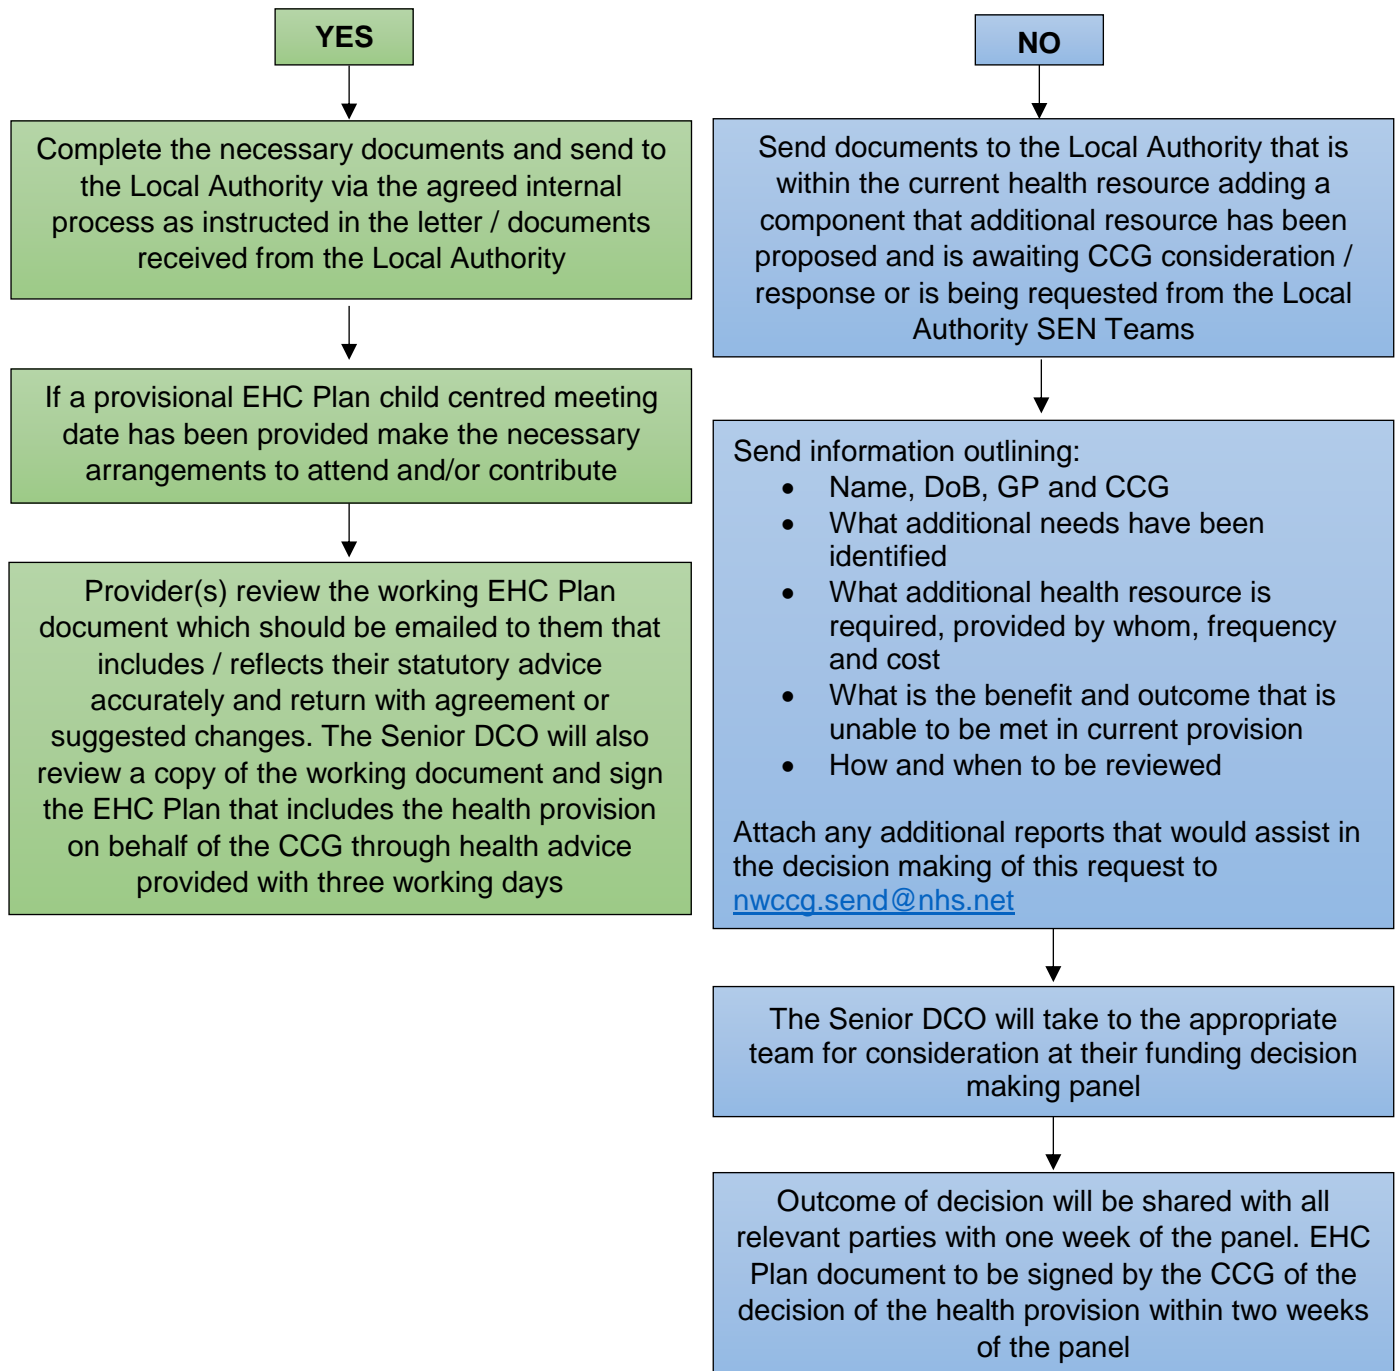 YES
Complete the necessary documents and send to
the Local Authority via the agreed internal
process as instructed in the letter / documents
received from the Local Authority
If a provisional EHC Plan child centred meeting
date has been provided make the necessary
arrangements to attend and/or contribute
Provider(s) review the working EHC Plan
document which should be emailed to them that
includes / reflects their statutory advice
accurately and return with agreement or
suggested changes. The Senior DCO will also
review a copy of the working document and sign
the EHC Plan that includes the health provision
on behalf of the CCG through health advice
provided with three working days
NO
Send documents to the Local Authority that is
within the current health resource adding a
component that additional resource has been
proposed and is awaiting CCG consideration /
response or is being requested from the Local
Authority SEN Teams
Send information outlining:
• Name, DoB, GP and CCG
• What additional needs have been
identified
• What additional health resource is
required, provided by whom, frequency
and cost
• What is the benefit and outcome that is
unable to be met in current provision
• How and when to be reviewed
Attach any additional reports that would assist in
the decision making of this request to
nwccg.send@nhs.net
The Senior DCO will take to the appropriate
team for consideration at their funding decision
making panel
Outcome of decision will be shared with all
relevant parties with one week of the panel. EHC
Plan document to be signed by the CCG of the
decision of the health provision within two weeks
of the panel